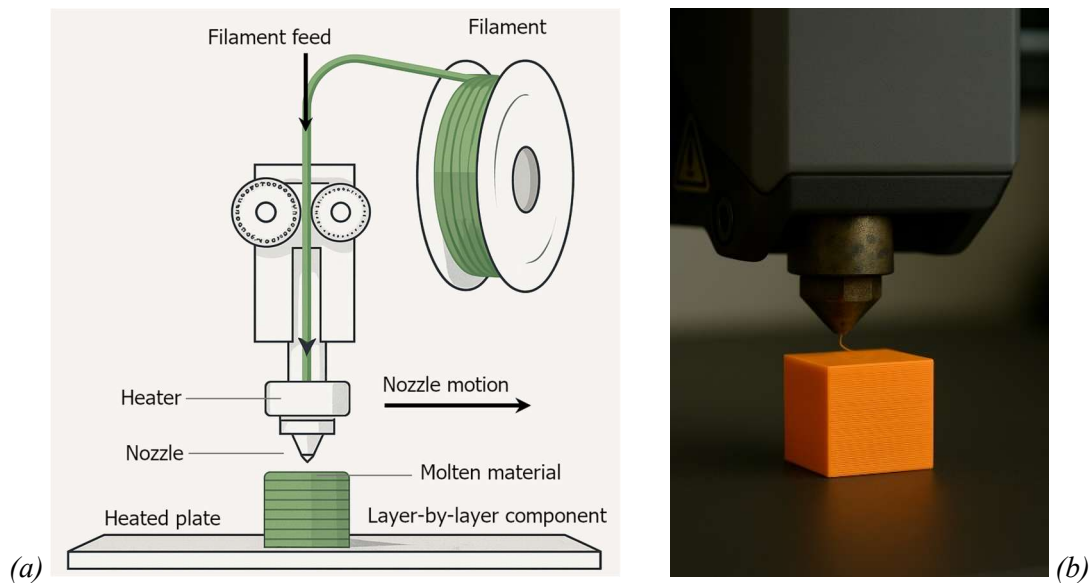 Filament feed
Filament
Heater
Nozzle motion
Nozzle
Molten material
Heated plate
Layer-by-layer component
(a)
(b)